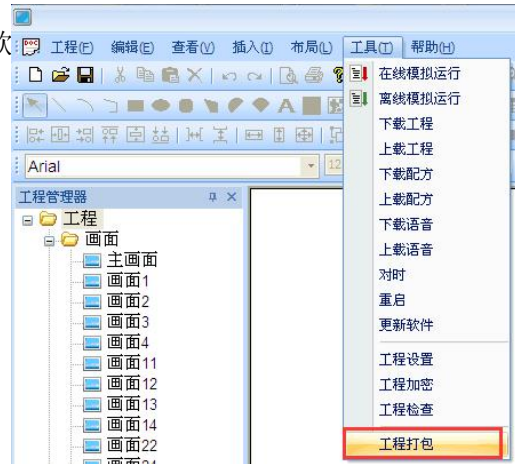 次
工程(F) 编辑(E) 查看(V) 插入(I) 布局(L) 工具(T) 帮助(H)
在线模拟运行
离线模拟运行
下载工程
上载工程
Arial 12
下载配方
上载配方
下载语音
上载语音
对时
重启
更新软件
工程设置
工程加密
工程检查
工程打包
工程管理器
工程
画面
主画面
画面1
画面2
画面3
画面4
画面11
画面12
画面13
画面14
画面22